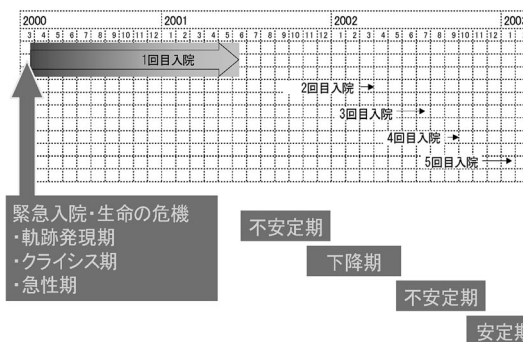 2000 2001 2002 2003
3 4 5 6 7 8 9 10 11 12 1 2 3 4 5 6 7 8 9 10 11 12 1 2 3 4 5 6 7 8 9 10 11 12 1
1回目入院
2回目入院
3回目入院
4回目入院
5回目入院
緊急入院・生命の危機
・軌跡発現期
・クライシス期
・急性期
不安定期
下降期
不安定期
安定期